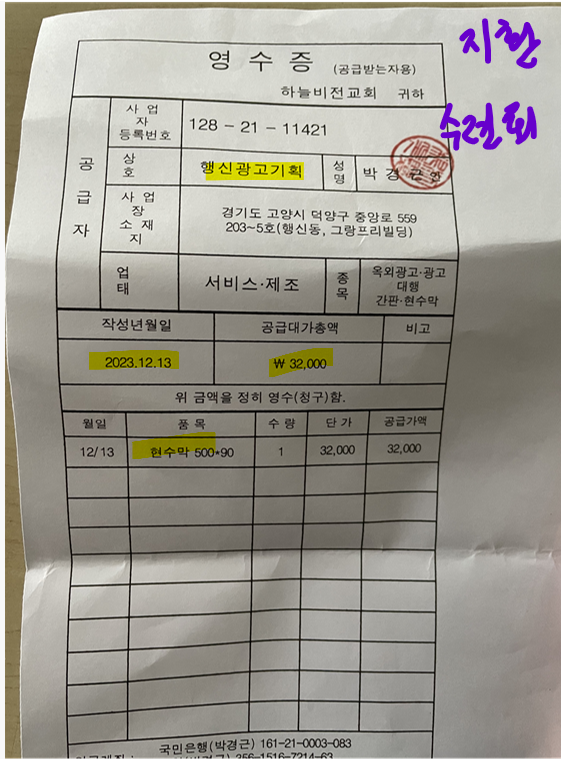 지환
수련회
영수증 (공급받는자용)
하늘비전교회 귀하
공급자
사업자등록번호 128 - 21 - 11421
상호 행신광고기획 성명 박경근
사업장소재지 경기도 고양시 덕양구 중앙로 559
203~5호(행신동, 그랑프리빌딩)
업태 서비스·제조 종목 옥외광고·광고
대행
간판·현수막
작성년월일 공급대가총액 비고
2023.12.13 ₩ 32,000
위 금액을 정히 영수(청구)함.
월일 품목 수량 단가 공급가액
12/13 현수막 500*90 1 32,000 32,000
국민은행(박경근) 161-21-0003-083
356-1516-7214-63